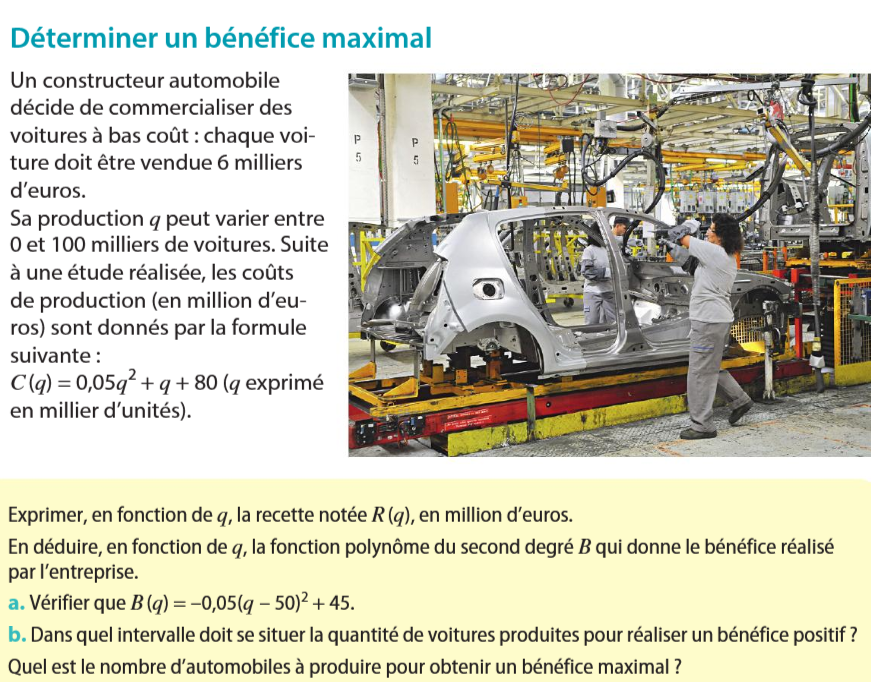 Déterminer un bénéfice maximal
Un constructeur automobile
décide de commercialiser des
voitures à bas coût : chaque voi-
ture doit être vendue 6 milliers
d'euros.
Sa production q peut varier entre
0 et 100 milliers de voitures. Suite
à une étude réalisée, les coûts
de production (en million d'eu-
ros) sont donnés par la formule
suivante :
C(q) = 0,05q² + q + 80 (q exprimé
en millier d'unités).
P
5
P
5
Exprimer, en fonction de q, la recette notée R(q), en million d'euros.
En déduire, en fonction de q, la fonction polynôme du second degré B qui donne le bénéfice réalisé
par l'entreprise.
a. Vérifier que B(q) = –0,05(q – 50)² + 45.
b. Dans quel intervalle doit se situer la quantité de voitures produites pour réaliser un bénéfice positif ?
Quel est le nombre d'automobiles à produire pour obtenir un bénéfice maximal ?